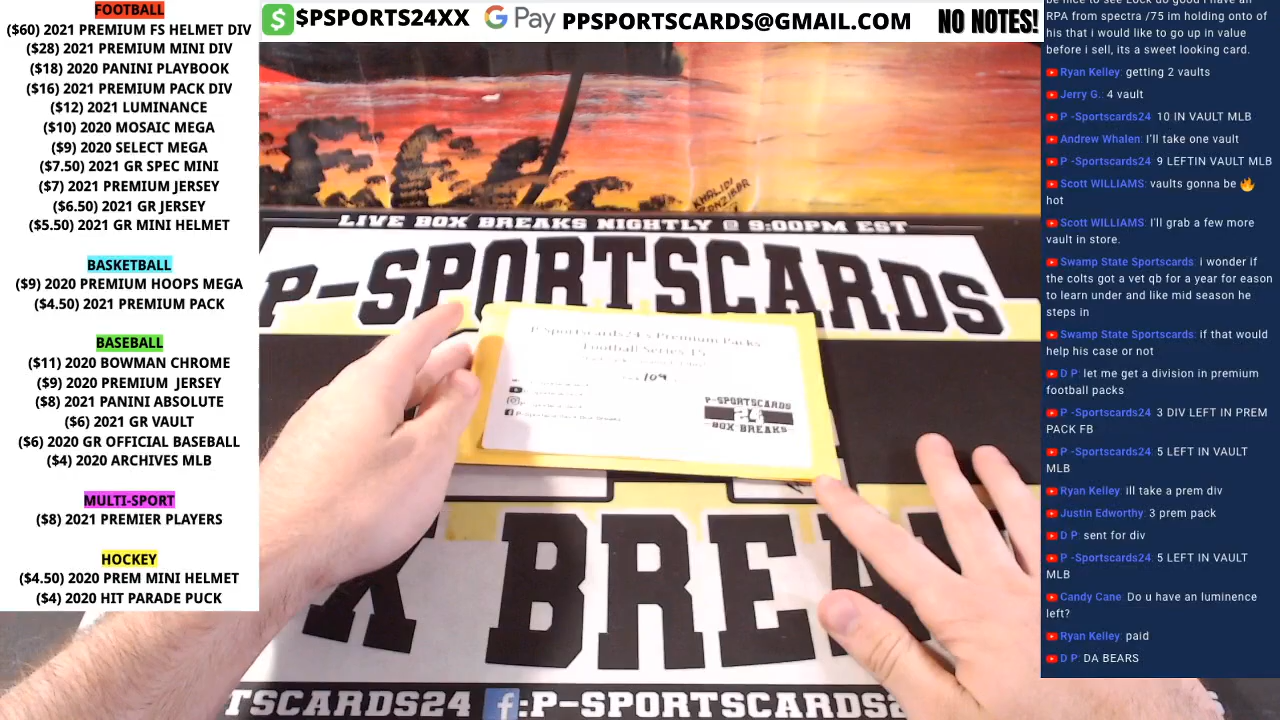 FOOTBALL
($60) 2021 PREMIUM FS HELMET DIV
($28) 2021 PREMIUM MINI DIV
($18) 2020 PANINI PLAYBOOK
($16) 2021 PREMIUM PACK DIV
($12) 2021 LUMINANCE
($10) 2020 MOSAIC MEGA
($9) 2020 SELECT MEGA
($7.50) 2021 GR SPEC MINI
($7) 2021 PREMIUM JERSEY
($6.50) 2021 GR JERSEY
($5.50) 2021 GR MINI HELMET
BASKETBALL
($9) 2020 PREMIUM HOOPS MEGA
($4.50) 2021 PREMIUM PACK
BASEBALL
($11) 2020 BOWMAN CHROME
($9) 2020 PREMIUM JERSEY
($8) 2021 PANINI ABSOLUTE
($6) 2021 GR VAULT
($6) 2020 GR OFFICIAL BASEBALL
($4) 2020 ARCHIVES MLB
MULTI-SPORT
($8) 2021 PREMIER PLAYERS
HOCKEY
($4.50) 2020 PREM MINI HELMET
($4) 2020 HIT PARADE PUCK
$PSPORTS24XX G Pay PPSPORTSCARDS@GMAIL.COM NO NOTES!
LIVE BOX BREAKS NIGHTLY @ 9:00PM EST
P-SPORTSCARDS
P-Sportscards24's Premium Packs
Football Series 15
109
P-SPORTSCARDS
BOX BREAKS
X BREA
TSCARDS24 f:P-SPORTSCARDS2
RPA from spectra /75 im holding onto of
his that i would like to go up in value
before i sell, its a sweet looking card.
Ryan Kelley: getting 2 vaults
Jerry G.: 4 vault
P -Sportscards24: 10 IN VAULT MLB
Andrew Whalen: I'll take one vault
P -Sportscards24: 9 LEFTIN VAULT MLB
Scott WILLIAMS: vaults gonna be 🔥
hot
Scott WILLIAMS: I'll grab a few more
vault in store.
Swamp State Sportscards: i wonder if
the colts got a vet qb for a year for eason
to learn under and like mid season he
steps in
Swamp State Sportscards: if that would
help his case or not
D P: let me get a division in premium
football packs
P -Sportscards24: 3 DIV LEFT IN PREM
PACK FB
P -Sportscards24: 5 LEFT IN VAULT
MLB
Ryan Kelley: ill take a prem div
Justin Edworthy: 3 prem pack
D P: sent for div
P -Sportscards24: 5 LEFT IN VAULT
MLB
Candy Cane: Do u have an luminence
left?
Ryan Kelley: paid
D P: DA BEARS